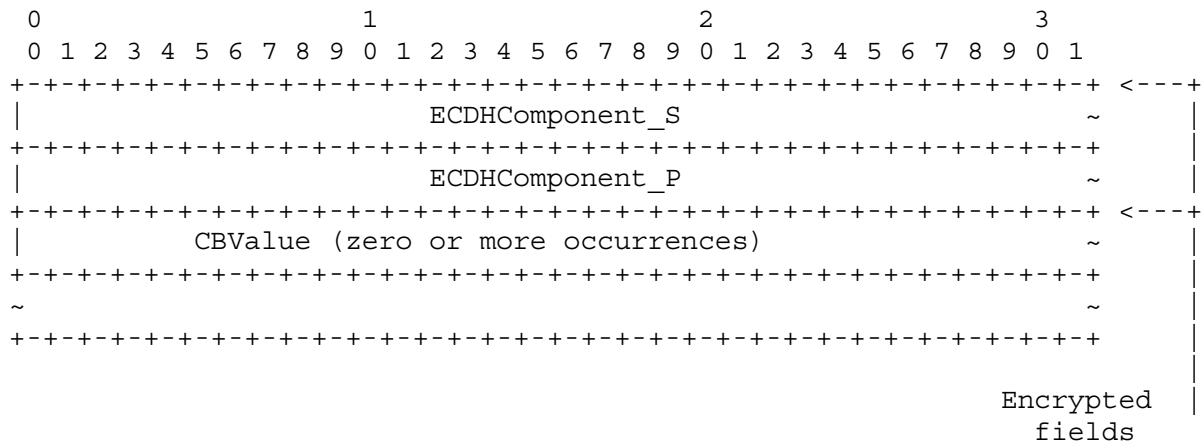 0                   1                   2                   3
 0 1 2 3 4 5 6 7 8 9 0 1 2 3 4 5 6 7 8 9 0 1 2 3 4 5 6 7 8 9 0 1
+-+-+-+-+-+-+-+-+-+-+-+-+-+-+-+-+-+-+-+-+-+-+-+-+-+-+-+-+-+-+-+-+ <---+
|                        ECDHComponent_S                        ~     |
+-+-+-+-+-+-+-+-+-+-+-+-+-+-+-+-+-+-+-+-+-+-+-+-+-+-+-+-+-+-+-+-+     |
|                        ECDHComponent_P                        ~     |
+-+-+-+-+-+-+-+-+-+-+-+-+-+-+-+-+-+-+-+-+-+-+-+-+-+-+-+-+-+-+-+-+ <---+
|          CBValue (zero or more occurrences)                   ~     |
+-+-+-+-+-+-+-+-+-+-+-+-+-+-+-+-+-+-+-+-+-+-+-+-+-+-+-+-+-+-+-+-+     |
~                                                               ~     |
+-+-+-+-+-+-+-+-+-+-+-+-+-+-+-+-+-+-+-+-+-+-+-+-+-+-+-+-+-+-+-+-+     |
                                                                      |
                                                           Encrypted  |
                                                             fields